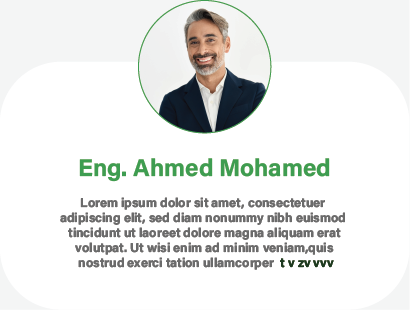 Eng. Ahmed Mohamed
Lorem ipsum dolor sit amet, consectetuer
adipiscing elit, sed diam nonummy nibh euismod
tincidunt ut laoreet dolore magna aliquam erat
volutpat. Ut wisi enim ad minim veniam,quis
nostrud exerci tation ullamcorper t v zv vvv